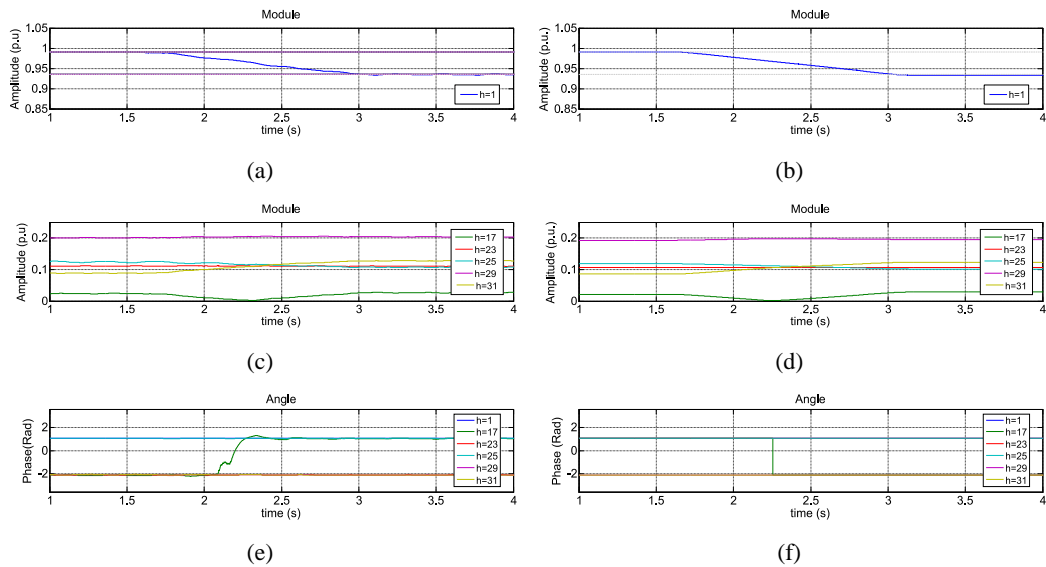 Module
Amplitude (p.u)
1.05
1
0.95
0.9
0.85
h=1
1
1.5
2
2.5
3
3.5
4
time (s)
(a)
Module
Amplitude (p.u.)
1.05
1
0.95
0.9
0.85
h=1
1
1.5
2
2.5
3
3.5
4
time (s)
(b)
Module
Amplitude (p.u)
0.2
0.1
0
h=17
h=23
h=25
h=29
h=31
1
1.5
2
2.5
3
3.5
4
time (s)
(c)
Module
Amplitude (p.u.)
0.2
0.1
0
h=17
h=23
h=25
h=29
h=31
1
1.5
2
2.5
3
3.5
4
time (s)
(d)
Angle
Phase(Rad)
2
0
-2
h=1
h=17
h=23
h=25
h=29
h=31
1
1.5
2
2.5
3
3.5
4
time (s)
(e)
Angle
Phase (Rad)
2
0
-2
h=1
h=17
h=23
h=25
h=29
h=31
1
1.5
2
2.5
3
3.5
4
time (s)
(f)